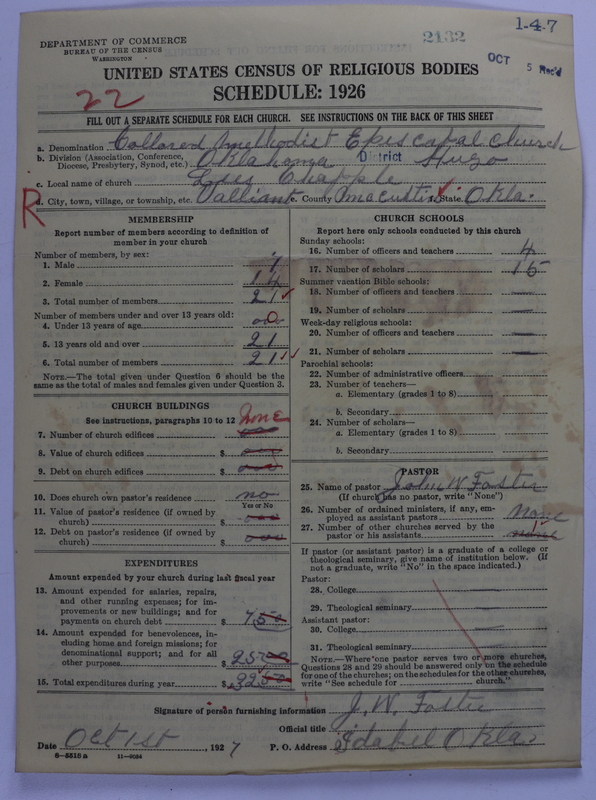 1-4-7
DEPARTMENT OF COMMERCE
BUREAU OF THE CENSUS
WASHINGTON
2132
OCT 5 Rec'd
UNITED STATES CENSUS OF RELIGIOUS BODIES
SCHEDULE: 1926
22
FILL OUT A SEPARATE SCHEDULE FOR EACH CHURCH. SEE INSTRUCTIONS ON THE BACK OF THIS SHEET
a. Denomination Collored Methodist Episcapal Church
b. Division (Association, Conference, Diocese, Presbytery, Synod, etc.) Oklahoma District Hugo
c. Local name of church Chapple
R
d. City, town, village, or township, etc. Valliant e. County f. State Okla.
MEMBERSHIP
Report number of members according to definition of
member in your church
Number of members, by sex:
1. Male 7
2. Female 14
3. Total number of members 21
Number of members under and over 13 years old:
4. Under 13 years of age 0
5. 13 years old and over 21
6. Total number of members 21
NOTE.—The total given under Question 6 should be the
same as the total of males and females given under Question 3.
CHURCH BUILDINGS
See instructions, paragraphs 10 to 12 None
7. Number of church edifices
8. Value of church edifices $
9. Debt on church edifices $
10. Does church own pastor's residence no
Yes or No
11. Value of pastor's residence (if owned by
church) $
12. Debt on pastor's residence (if owned by
church) $
EXPENDITURES
Amount expended by your church during last fiscal year
13. Amount expended for salaries, repairs,
and other running expenses; for im-
provements or new buildings; and for
payments on church debt $
14. Amount expended for benevolences, in-
cluding home and foreign missions; for
denominational support; and for all
other purposes $ 25
15. Total expenditures during year $ 32
CHURCH SCHOOLS
Report here only schools conducted by this church
Sunday schools:
16. Number of officers and teachers 4
17. Number of scholars 15
Summer vacation Bible schools:
18. Number of officers and teachers
19. Number of scholars
Week-day religious schools:
20. Number of officers and teachers
21. Number of scholars
Parochial schools:
22. Number of administrative officers
23. Number of teachers—
a. Elementary (grades 1 to 8)
b. Secondary
24. Number of scholars—
a. Elementary (grades 1 to 8)
b. Secondary
PASTOR
25. Name of pastor John W Foster
(If church has no pastor, write "None")
26. Number of ordained ministers, if any, em-
ployed as assistant pastors None
27. Number of other churches served by the
pastor or his assistants 1
If pastor (or assistant pastor) is a graduate of a college or
theological seminary, give name of institution below. (If
not a graduate, write "No" in the space indicated.)
Pastor:
28. College
29. Theological seminary
Assistant pastor:
30. College
31. Theological seminary
NOTE.—Where one pastor serves two or more churches,
Questions 28 and 29 should be answered only on the schedule
for one of the churches; on the schedules for the other churches,
write "See schedule for church."
Signature of person furnishing information J. W. Foster
Official title
Date Oct 1st, 1927 P. O. Address Idabel Okla.
8-5316a 11-9084